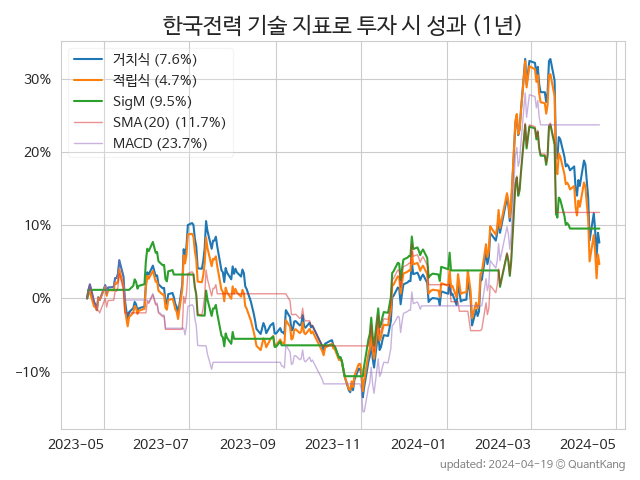 한국전력 기술 지표로 투자 시 성과 (1년)
거치식 (7.6%)
적립식 (4.7%)
SigM (9.5%)
SMA(20) (11.7%)
MACD (23.7%)
30%
20%
10%
0%
−10%
2023-05 2023-07 2023-09 2023-11 2024-01 2024-03 2024-05
updated: 2024-04-19 © QuantKang